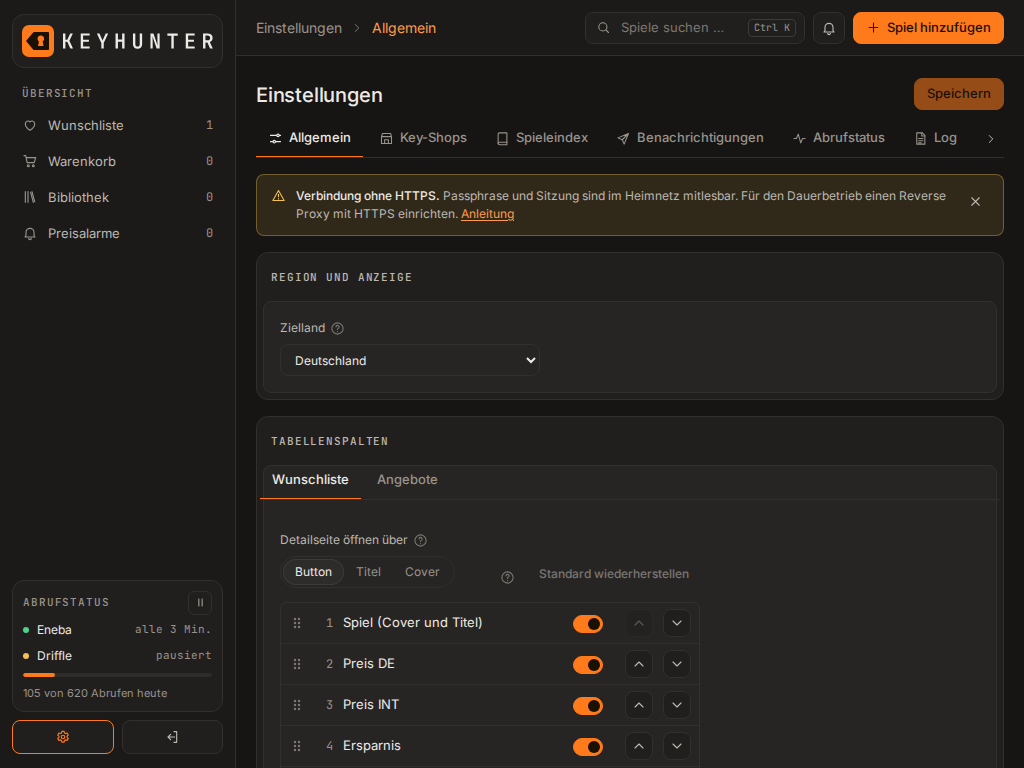 KEYHUNTER
Einstellungen > Allgemein
Spiele suchen ...
Ctrl K
Spiel hinzufügen
ÜBERSICHT
Wunschliste 1
Warenkorb 0
Bibliothek 0
Preisalarme 0
Einstellungen
Speichern
Allgemein
Key-Shops
Spieleindex
Benachrichtigungen
Abrufstatus
Log
Verbindung ohne HTTPS. Passphrase und Sitzung sind im Heimnetz mitlesbar. Für den Dauerbetrieb einen Reverse
Proxy mit HTTPS einrichten. Anleitung
REGION UND ANZEIGE
Zielland
Deutschland
TABELLENSPALTEN
Wunschliste
Angebote
Detailseite öffnen über
Button
Titel
Cover
Standard wiederherstellen
1 Spiel (Cover und Titel)
2 Preis DE
3 Preis INT
4 Ersparnis
ABRUFSTATUS
Eneba alle 3 Min.
Driffle pausiert
105 von 620 Abrufen heute